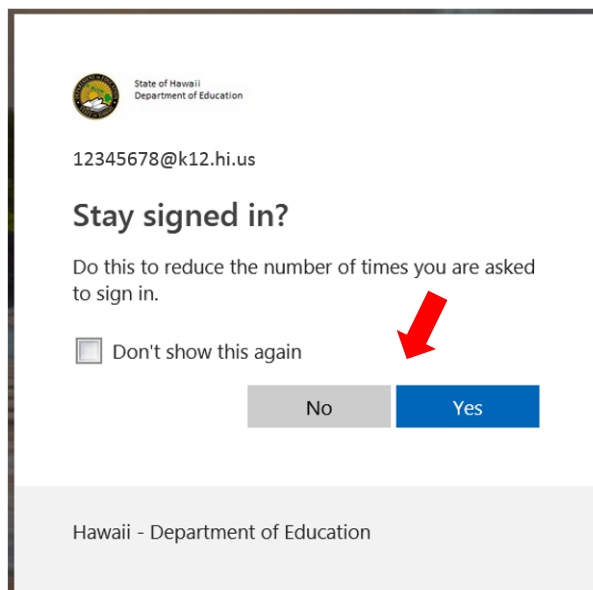 State of Hawaii
Department of Education
12345678@k12.hi.us
Stay signed in?
Do this to reduce the number of times you are asked
to sign in.
Don't show this again
No
Yes
Hawaii - Department of Education